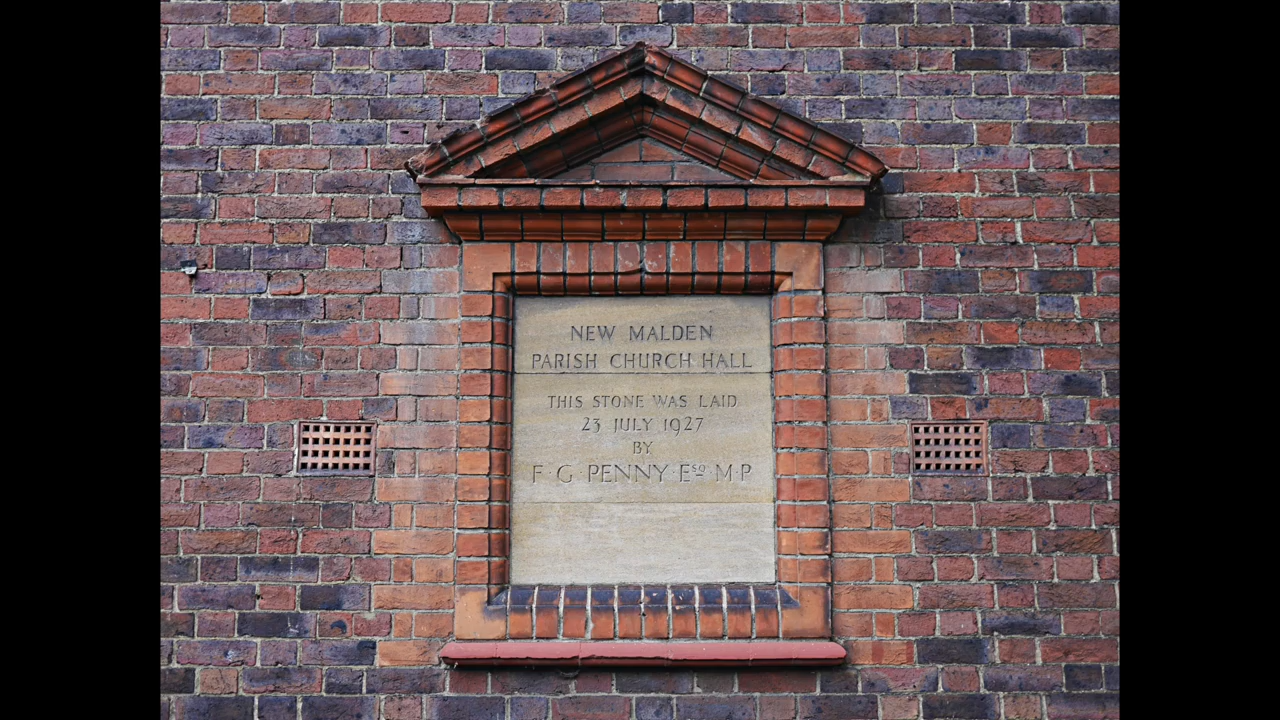 NEW MALDEN
PARISH CHURCH HALL
THIS STONE WAS LAID
23 JULY 1927
BY
F·G·PENNY·Esq·M·P